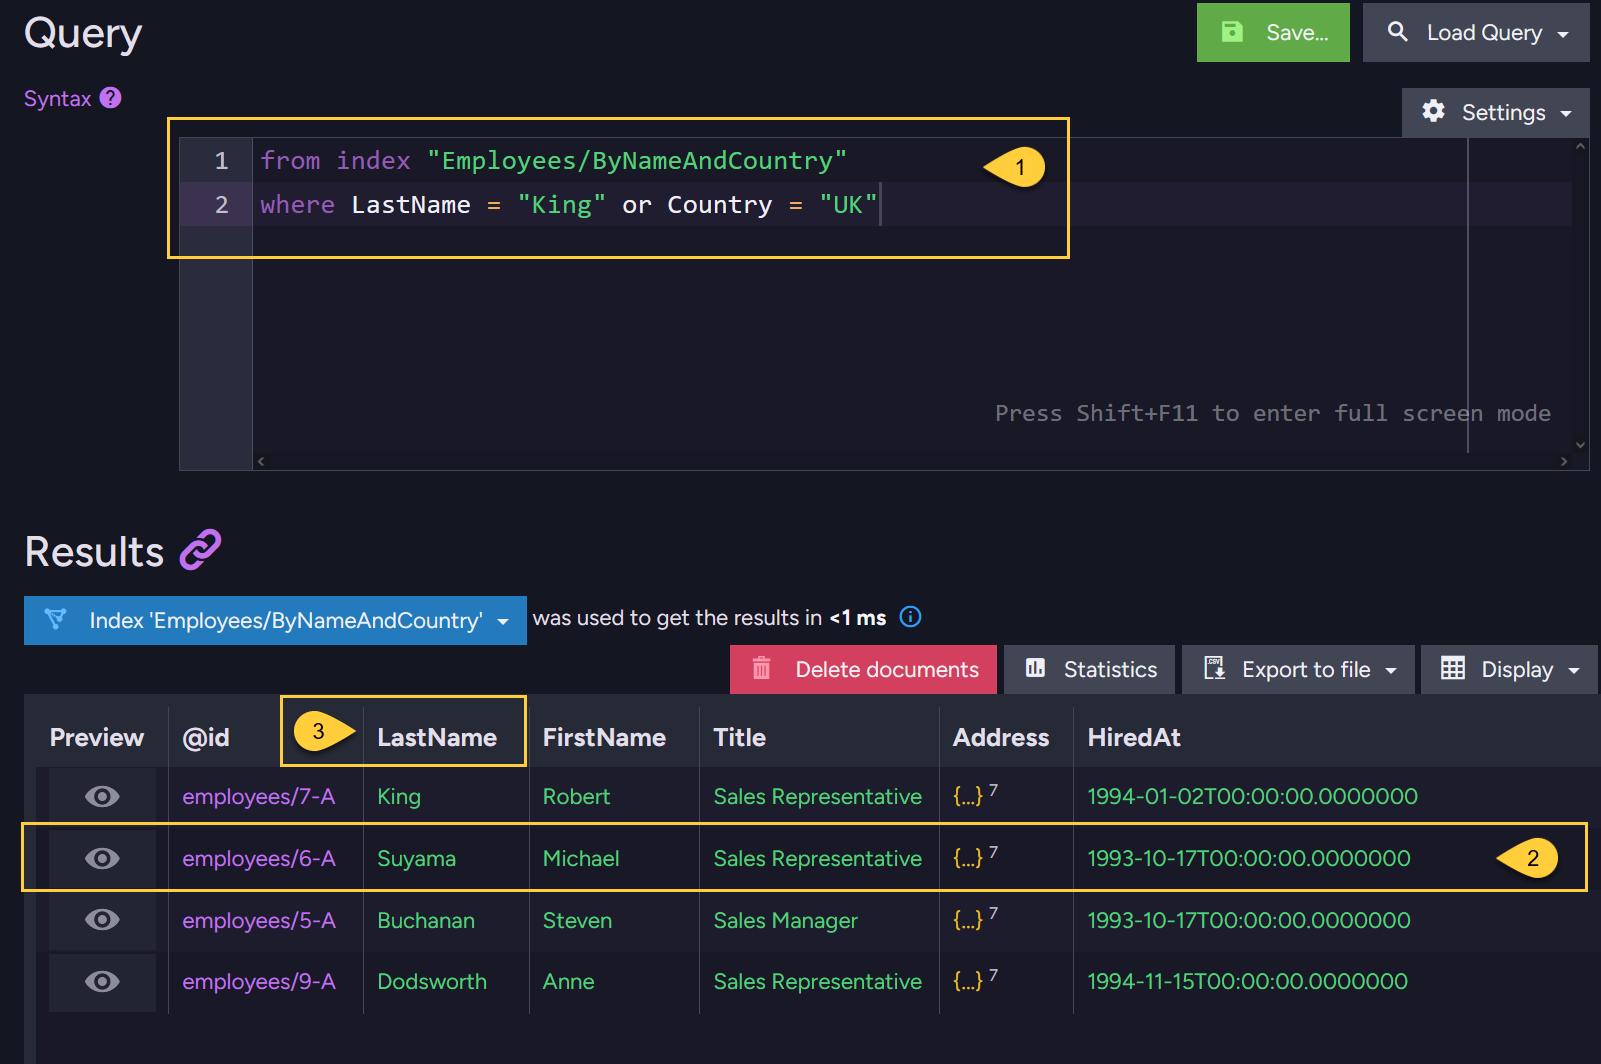 Query
Save...
Load Query
Syntax ?
Settings
1 from index "Employees/ByNameAndCountry"
1
2 where LastName = "King" or Country = "UK"
Press Shift+F11 to enter full screen mode
Results
Index 'Employees/ByNameAndCountry' was used to get the results in <1 ms
Delete documents Statistics Export to file Display
Preview @id 3 LastName FirstName Title Address HiredAt
employees/7-A King Robert Sales Representative {...} 7 1994-01-02T00:00:00.0000000
employees/6-A Suyama Michael Sales Representative {...} 7 1993-10-17T00:00:00.0000000 2
employees/5-A Buchanan Steven Sales Manager {...} 7 1993-10-17T00:00:00.0000000
employees/9-A Dodsworth Anne Sales Representative {...} 7 1994-11-15T00:00:00.0000000